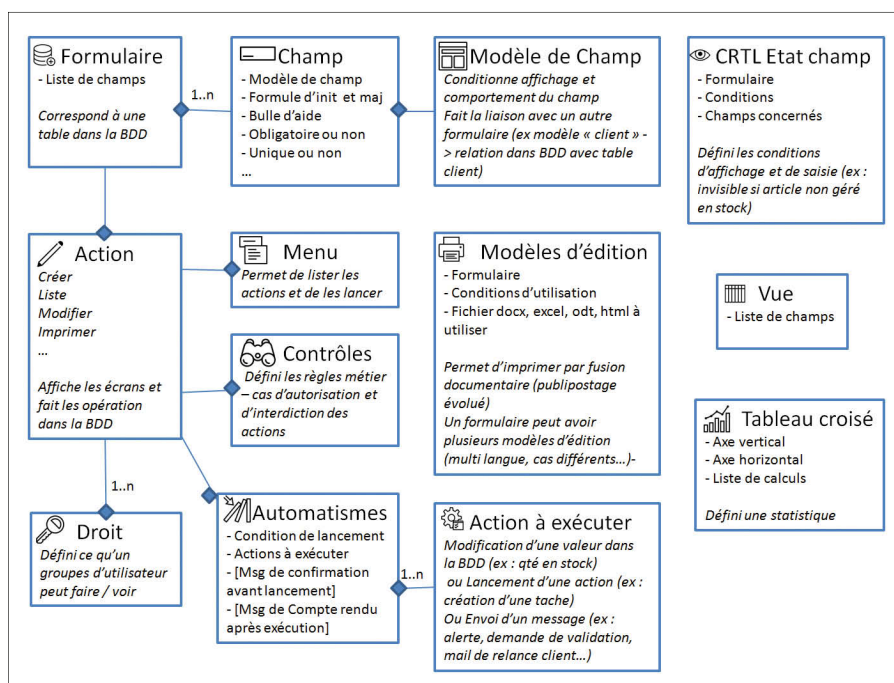 Formulaire
- Liste de champs
Correspond à une
table dans la BDD
1..n
Champ
- Modèle de champ
- Formule d'init et maj
- Bulle d'aide
- Obligatoire ou non
- Unique ou non
...
Modèle de Champ
Conditionne affichage et
comportement du champ
Fait la liaison avec un autre
formulaire (ex modèle « client » -
> relation dans BDD avec table
client)
CRTL Etat champ
- Formulaire
- Conditions
- Champs concernés
Défini les conditions
d'affichage et de saisie (ex :
invisible si article non géré
en stock)
Action
Créer
Liste
Modifier
Imprimer
...
Affiche les écrans et
fait les opération
dans la BDD
Menu
Permet de lister les
actions et de les lancer
Contrôles
Défini les règles métier
– cas d'autorisation et
d'interdiction des
actions
Modèles d'édition
- Formulaire
- Conditions d'utilisation
- Fichier docx, excel, odt, html à
utiliser
Permet d'imprimer par fusion
documentaire (publipostage
évolué)
Un formulaire peut avoir
plusieurs modèles d'édition
(multi langue, cas différents...)-
Vue
- Liste de champs
Tableau croisé
- Axe vertical
- Axe horizontal
- Liste de calculs
Défini une statistique
1..n
Droit
Défini ce qu'un
groupes d'utilisateur
peut faire / voir
Automatismes
- Condition de lancement
- Actions à exécuter
- [Msg de confirmation
avant lancement]
- [Msg de Compte rendu
après exécution]
1..n
Action à exécuter
Modification d'une valeur dans
la BDD (ex : qté en stock)
ou Lancement d'une action (ex :
création d'une tache)
Ou Envoi d'un message (ex :
alerte, demande de validation,
mail de relance client...)